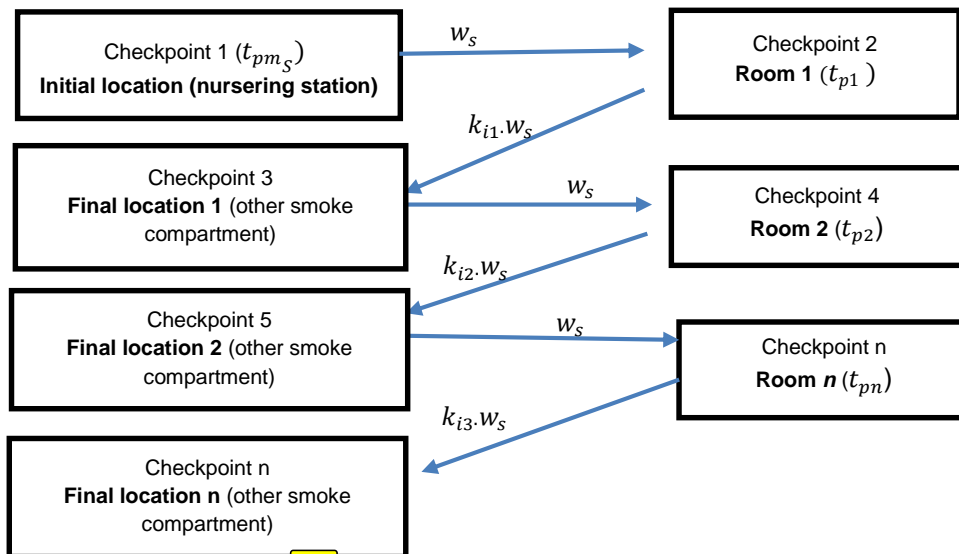 Checkpoint 1 (t_{pm_S})
Initial location (nursering station)
w_s
Checkpoint 2
Room 1 (t_{p1} )
k_{i1}.w_s
Checkpoint 3
Final location 1 (other smoke
compartment)
w_s
Checkpoint 4
Room 2 (t_{p2})
k_{i2}.w_s
Checkpoint 5
Final location 2 (other smoke
compartment)
w_s
Checkpoint n
Room n (t_{pn})
k_{i3}.w_s
Checkpoint n
Final location n (other smoke
compartment)